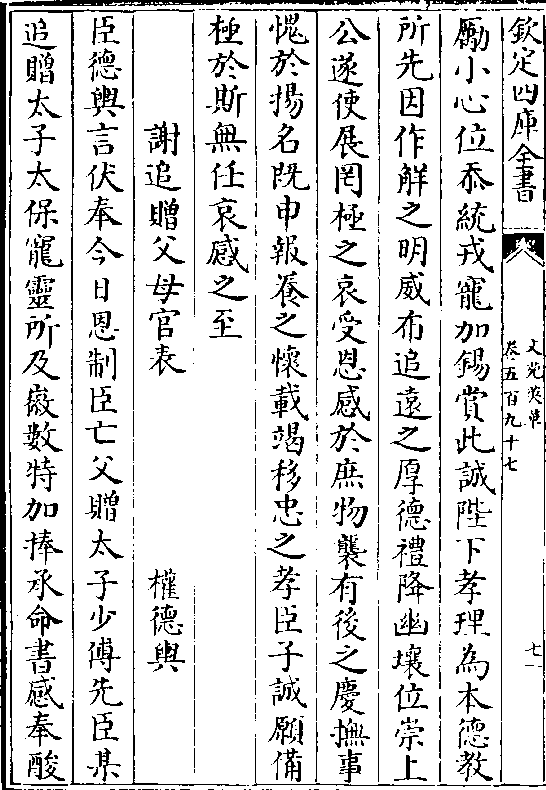 欽定四庫全書
文苑英華
卷五百九十七
七
勵小心位忝統戎寵加錫賞此誠陛下孝理為本德教
所先因作解之明威布追遠之厚德禮降幽壤位崇上
公遂使展罔極之哀受恩感於庶物襲有後之慶撫事
愧於揚名既申報養之懷載竭移忠之孝臣子誠願備
極於斯無任哀感之至
謝追贈父母官表
權德輿
臣德輿言伏奉今日恩制臣亡父贈太子少傅先臣某
追贈太子太保寵靈所及徽數特加捧承命書感奉酸